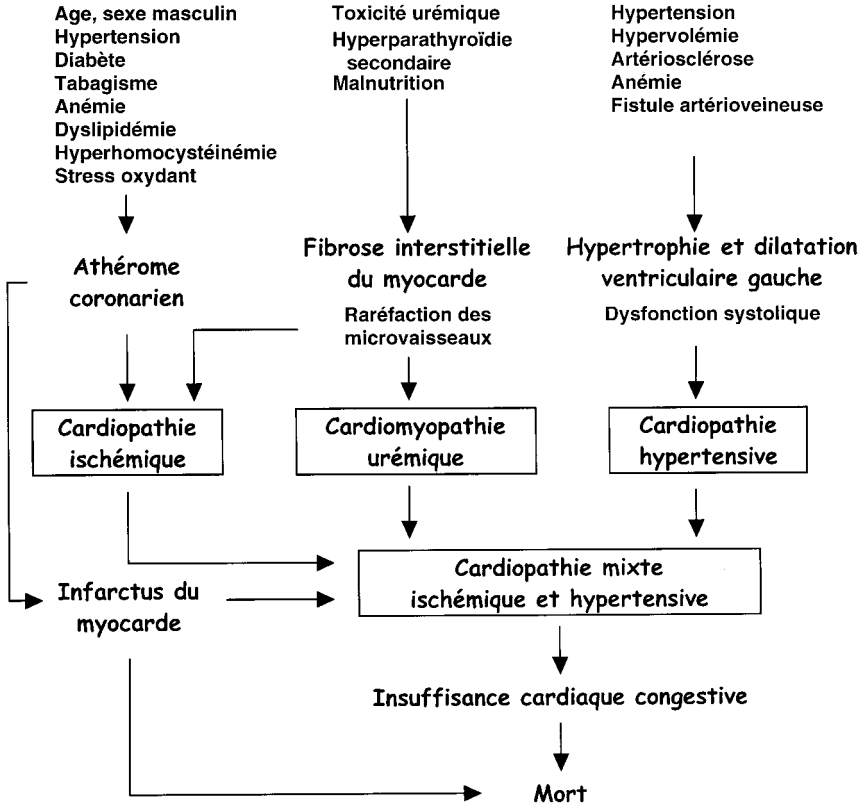 Age, sexe masculin
Hypertension
Diabète
Tabagisme
Anémie
Dyslipidémie
Hyperhomocystéinémie
Stress oxydant
Toxicité urémique
Hyperparathyroïdie
secondaire
Malnutrition
Hypertension
Hypervolémie
Artériosclérose
Anémie
Fistule artérioveineuse
Athérome
coronarien
Fibrose interstitielle
du myocarde
Raréfaction des
microvaisseaux
Hypertrophie et dilatation
ventriculaire gauche
Dysfonction systolique
Cardiopathie
ischémique
Cardiomyopathie
urémique
Cardiopathie
hypertensive
Infarctus du
myocarde
Cardiopathie mixte
ischémique et hypertensive
Insuffisance cardiaque congestive
Mort